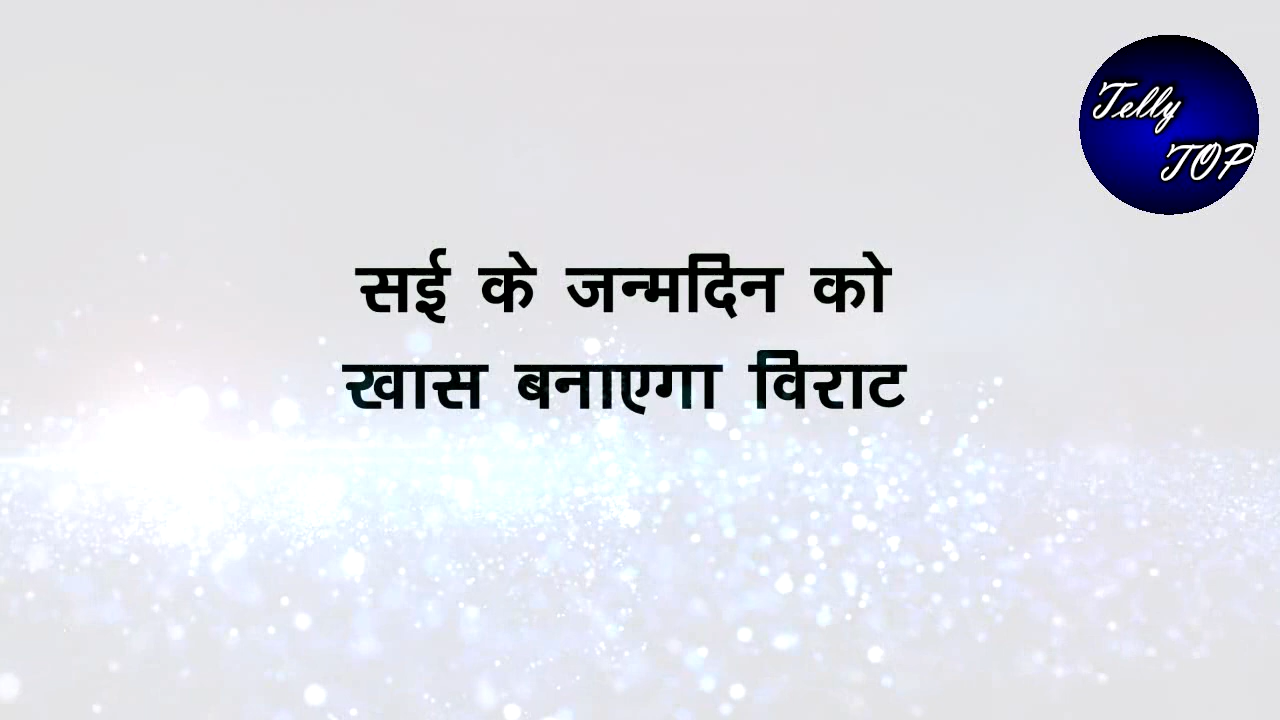 Telly
TOP
सई के जन्मदिन को
खास बनाएगा विराट